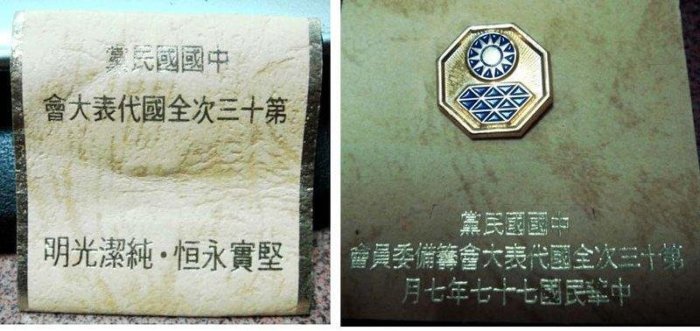 中國國民黨
第十三次全國代表大會
堅實永恒·純潔光明
中國國民黨
第十三次全國代表大會籌備委員會
中華民國七十七年七月